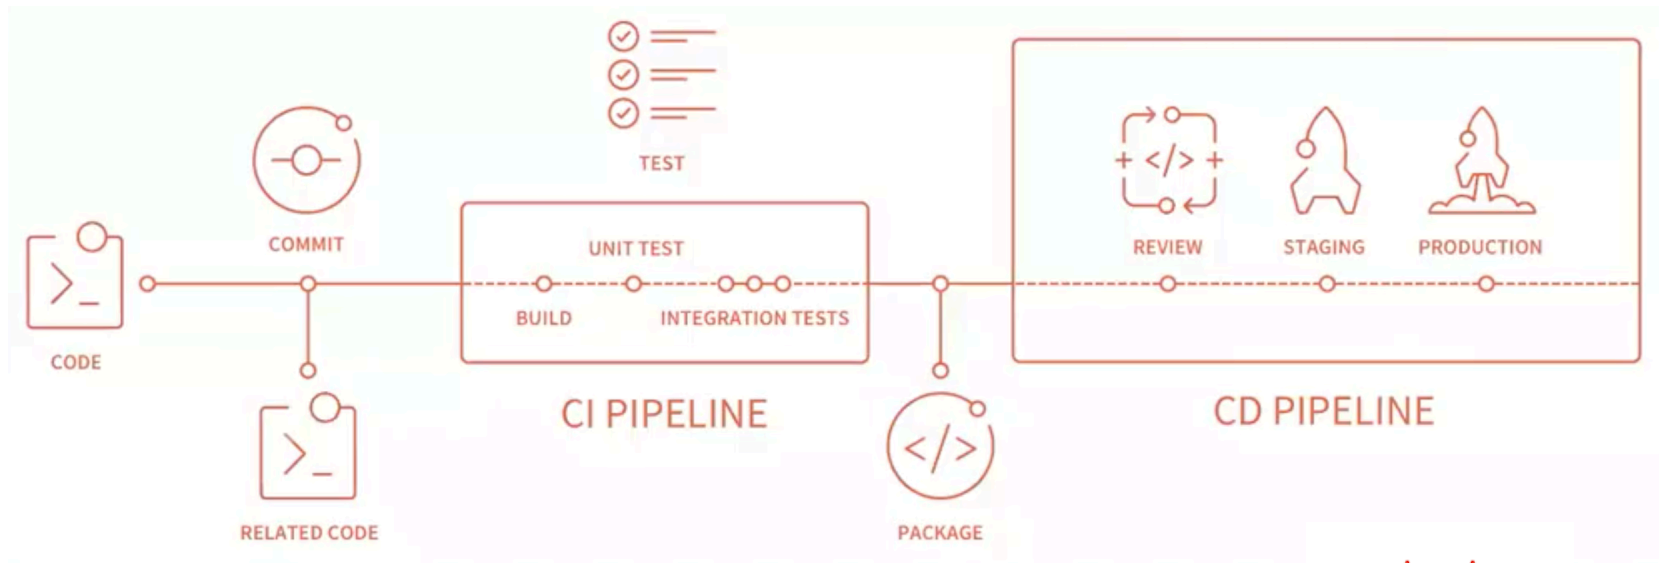 TEST
COMMIT
CODE
RELATED CODE
UNIT TEST
BUILD
INTEGRATION TESTS
CI PIPELINE
PACKAGE
REVIEW
STAGING
PRODUCTION
CD PIPELINE